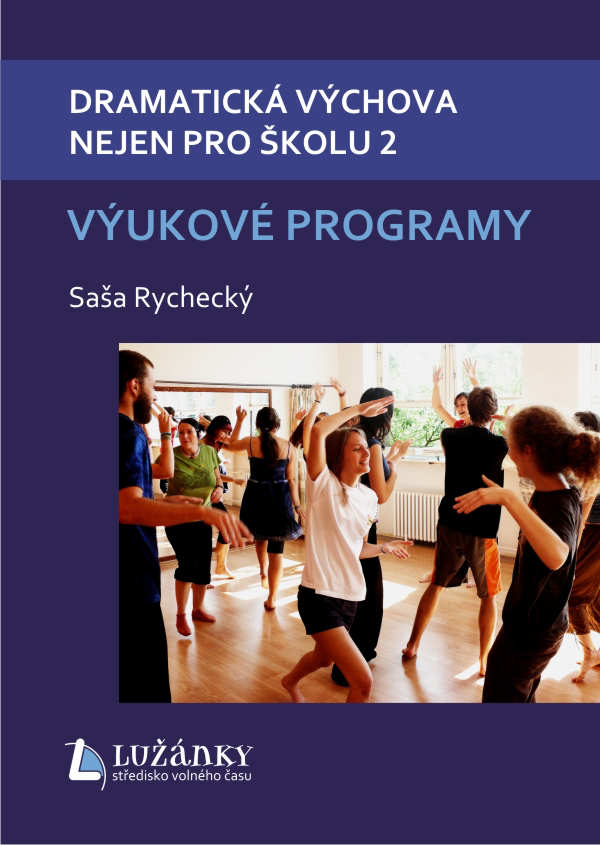 DRAMATICKÁ VÝCHOVA
NEJEN PRO ŠKOLU 2
VÝUKOVÉ PROGRAMY
Saša Rychecký
LUŽÁNKY
středisko volného času